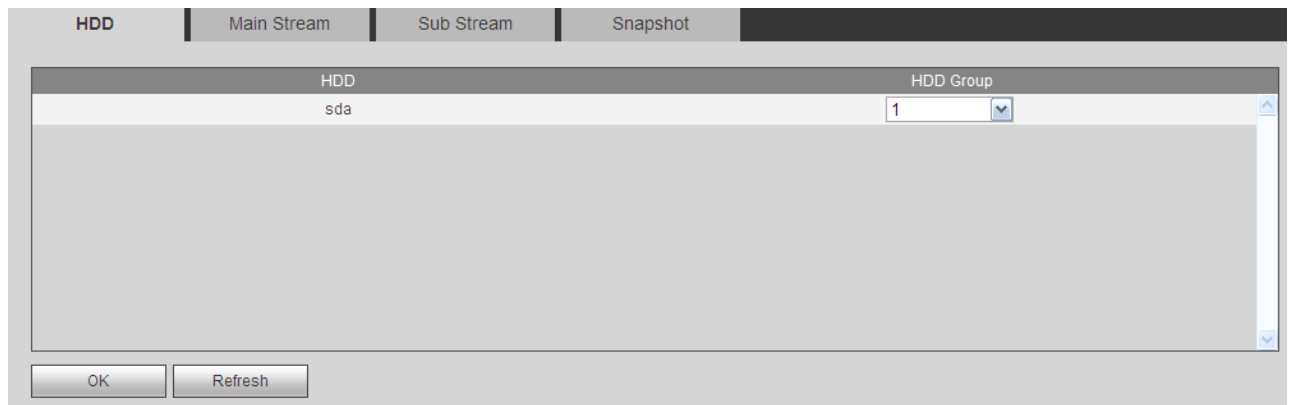 HDD Main Stream Sub Stream Snapshot
HDD HDD Group
sda 1
OK Refresh